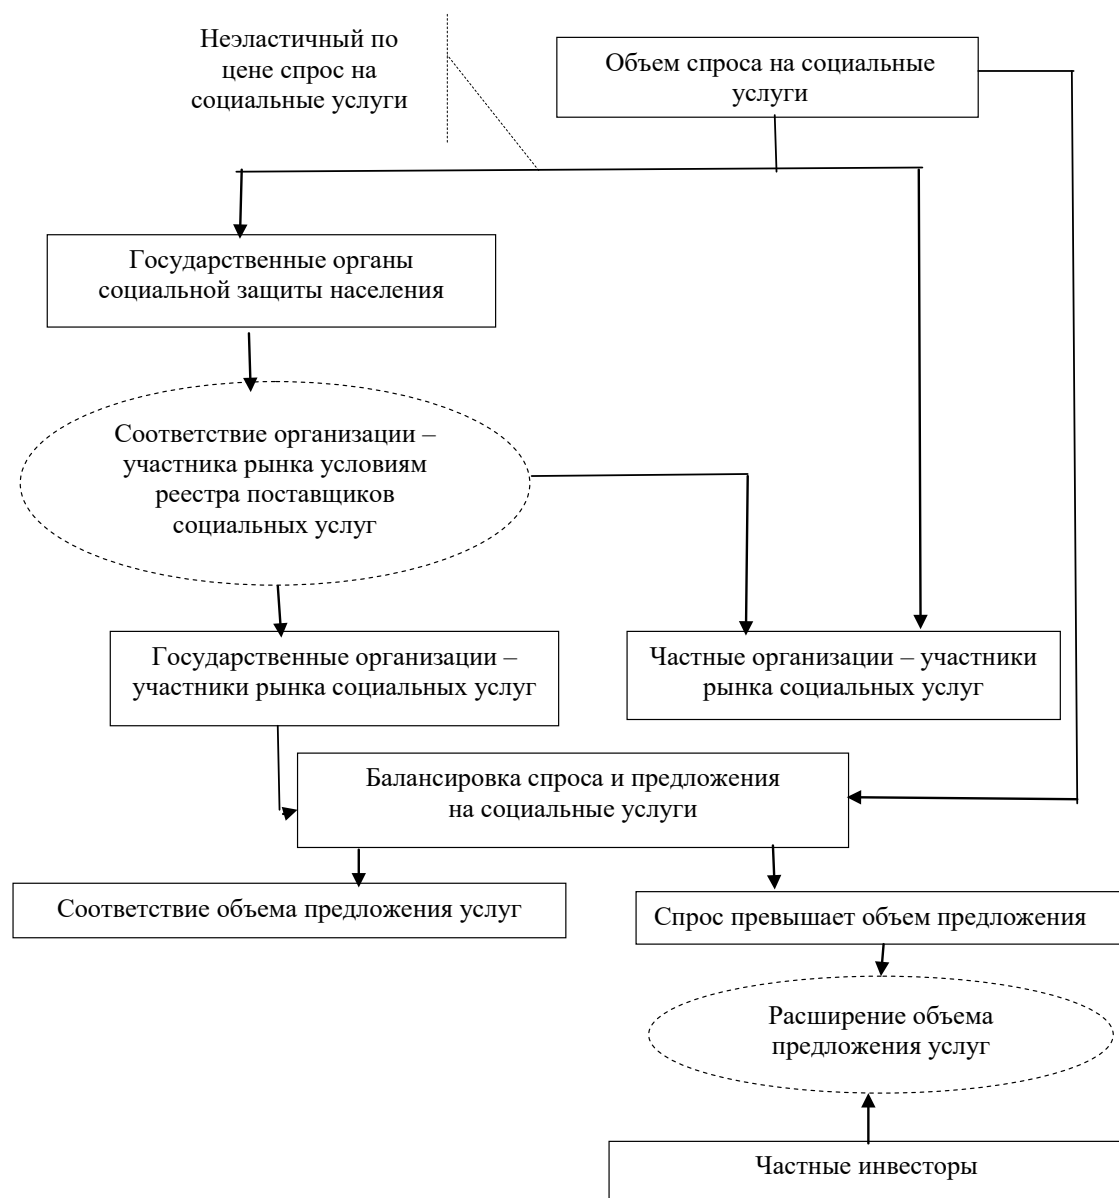 Неэластичный по
цене спрос на
социальные услуги
Объем спроса на социальные
услуги
Государственные органы
социальной защиты населения
Соответствие организации –
участника рынка условиям
реестра поставщиков
социальных услуг
Государственные организации –
участники рынка социальных услуг
Частные организации – участники
рынка социальных услуг
Балансировка спроса и предложения
на социальные услуги
Соответствие объема предложения услуг
Спрос превышает объем предложения
Расширение объема
предложения услуг
Частные инвесторы